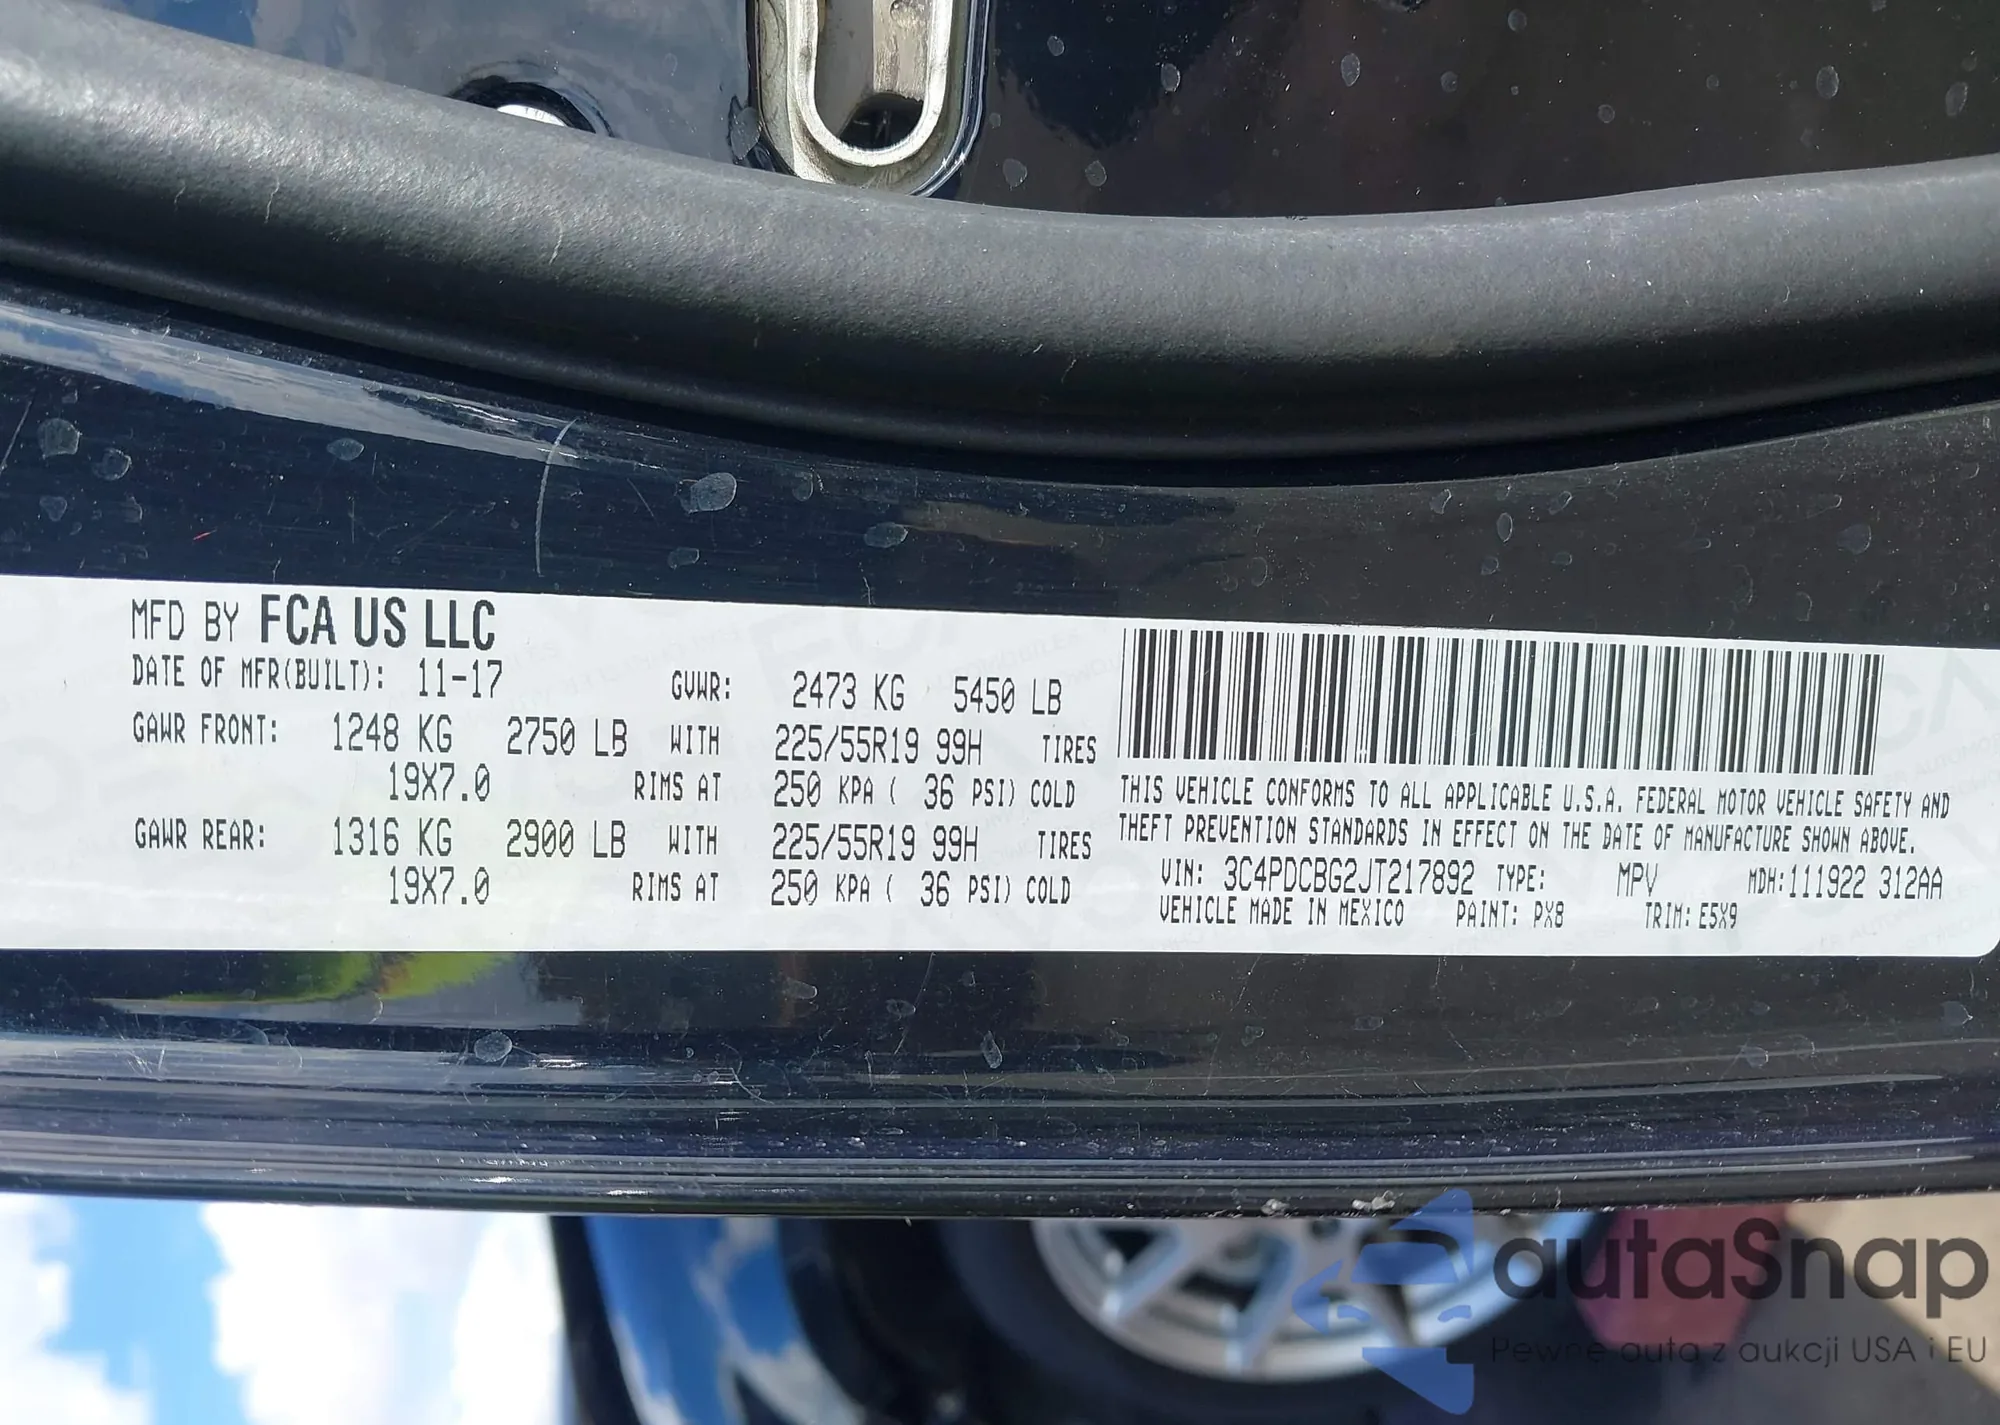 MFD BY FCA US LLC
DATE OF MFR(BUILT): 11-17 GVWR: 2473 KG 5450 LB
GAWR FRONT: 1248 KG 2750 LB WITH 225/55R19 99H TIRES
19X7.0 RIMS AT 250 KPA ( 36 PSI) COLD
GAWR REAR: 1316 KG 2900 LB WITH 225/55R19 99H TIRES
19X7.0 RIMS AT 250 KPA ( 36 PSI) COLD
THIS VEHICLE CONFORMS TO ALL APPLICABLE U.S.A. FEDERAL MOTOR VEHICLE SAFETY AND
THEFT PREVENTION STANDARDS IN EFFECT ON THE DATE OF MANUFACTURE SHOWN ABOVE.
VIN: 3C4PDCBG2JT217892 TYPE: MPV MDH:111922 312AA
VEHICLE MADE IN MEXICO PAINT: PX8 TRIM: E5X9
autoSnap
Pewne auta z aukcji USA i EU